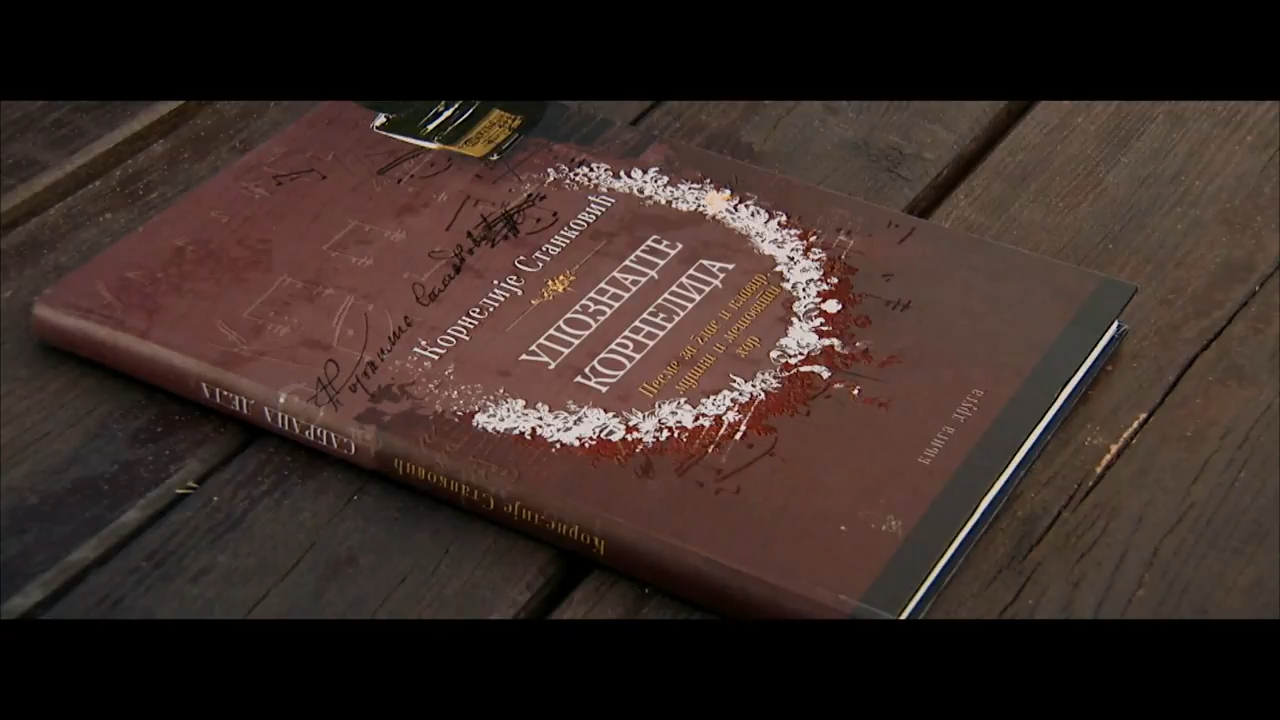 Корнелије Станковић
УПОЗНАЈТЕ
КОРНЕЛИЈА
Песме за глас и клавир,
мушки и мешовити
хор
књига друга
САБРАНА ДЕЛА
Корнелије Станковић